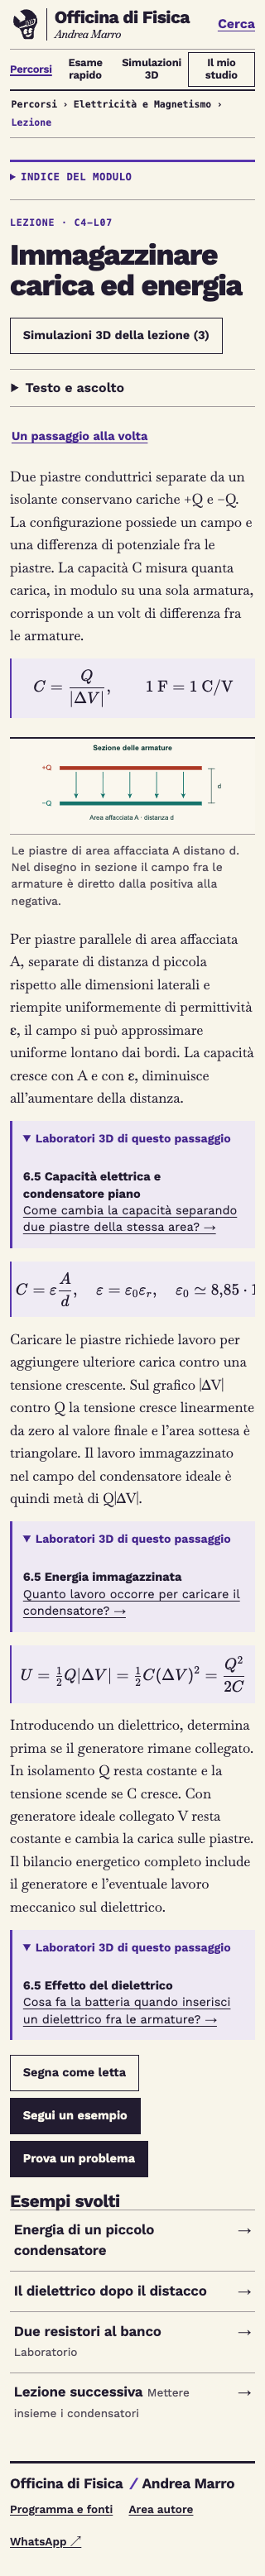 Officina di Fisica
Andrea Marro
Cerca
Percorsi
Esame
rapido
Simulazioni
3D
Il mio
studio
Percorsi › Elettricità e Magnetismo ›
Lezione
▶ INDICE DEL MODULO
LEZIONE · C4–L07
Immagazzinare
carica ed energia
Simulazioni 3D della lezione (3)
▶ Testo e ascolto
Un passaggio alla volta
Due piastre conduttrici separate da un
isolante conservano cariche +Q e −Q.
La configurazione possiede un campo e
una differenza di potenziale fra le
piastre. La capacità C misura quanta
carica, in modulo su una sola armatura,
corrisponde a un volt di differenza fra
le armature.
C = Q/|ΔV|, 1 F = 1 C/V
Sezione delle armature
+Q
d
−Q
Area affacciata A · distanza d
Le piastre di area affacciata A distano d.
Nel disegno in sezione il campo fra le
armature è diretto dalla positiva alla
negativa.
Per piastre parallele di area affacciata
A, separate di distanza d piccola
rispetto alle dimensioni laterali e
riempite uniformemente di permittività
ε, il campo si può approssimare
uniforme lontano dai bordi. La capacità
cresce con A e con ε, diminuisce
all’aumentare della distanza.
▼ Laboratori 3D di questo passaggio
6.5 Capacità elettrica e
condensatore piano
Come cambia la capacità separando
due piastre della stessa area? →
C = ε A/d, ε = ε₀εᵣ, ε₀ ≃ 8,85 · 1
Caricare le piastre richiede lavoro per
aggiungere ulteriore carica contro una
tensione crescente. Sul grafico |ΔV|
contro Q la tensione cresce linearmente
da zero al valore finale e l’area sottesa è
triangolare. Il lavoro immagazzinato
nel campo del condensatore ideale è
quindi metà di Q|ΔV|.
▼ Laboratori 3D di questo passaggio
6.5 Energia immagazzinata
Quanto lavoro occorre per caricare il
condensatore? →
U = ½Q|ΔV| = ½C(ΔV)² = Q²/2C
Introducendo un dielettrico, determina
prima se il generatore rimane collegato.
In isolamento Q resta costante e la
tensione scende se C cresce. Con
generatore ideale collegato V resta
costante e cambia la carica sulle piastre.
Il bilancio energetico completo include
il generatore e l’eventuale lavoro
meccanico sul dielettrico.
▼ Laboratori 3D di questo passaggio
6.5 Effetto del dielettrico
Cosa fa la batteria quando inserisci
un dielettrico fra le armature? →
Segna come letta
Segui un esempio
Prova un problema
Esempi svolti
Energia di un piccolo
condensatore →
Il dielettrico dopo il distacco →
Due resistori al banco →
Laboratorio
Lezione successiva Mettere →
insieme i condensatori
Officina di Fisica / Andrea Marro
Programma e fonti Area autore
WhatsApp ↗